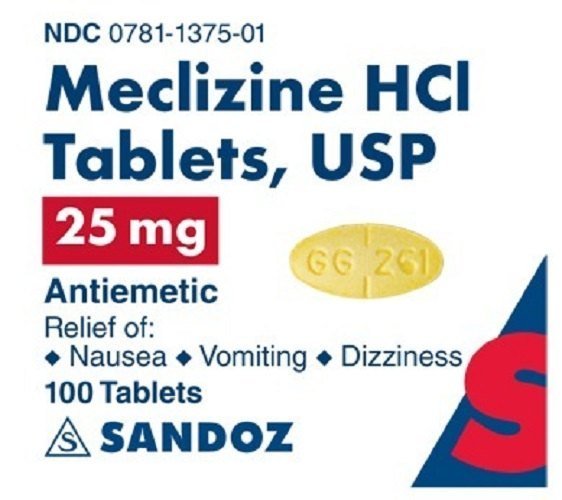 NDC 0781-1375-01
Meclizine HCl
Tablets, USP
25 mg
GG 261
Antiemetic
Relief of:
◆ Nausea ◆ Vomiting ◆ Dizziness
100 Tablets
S SANDOZ
S